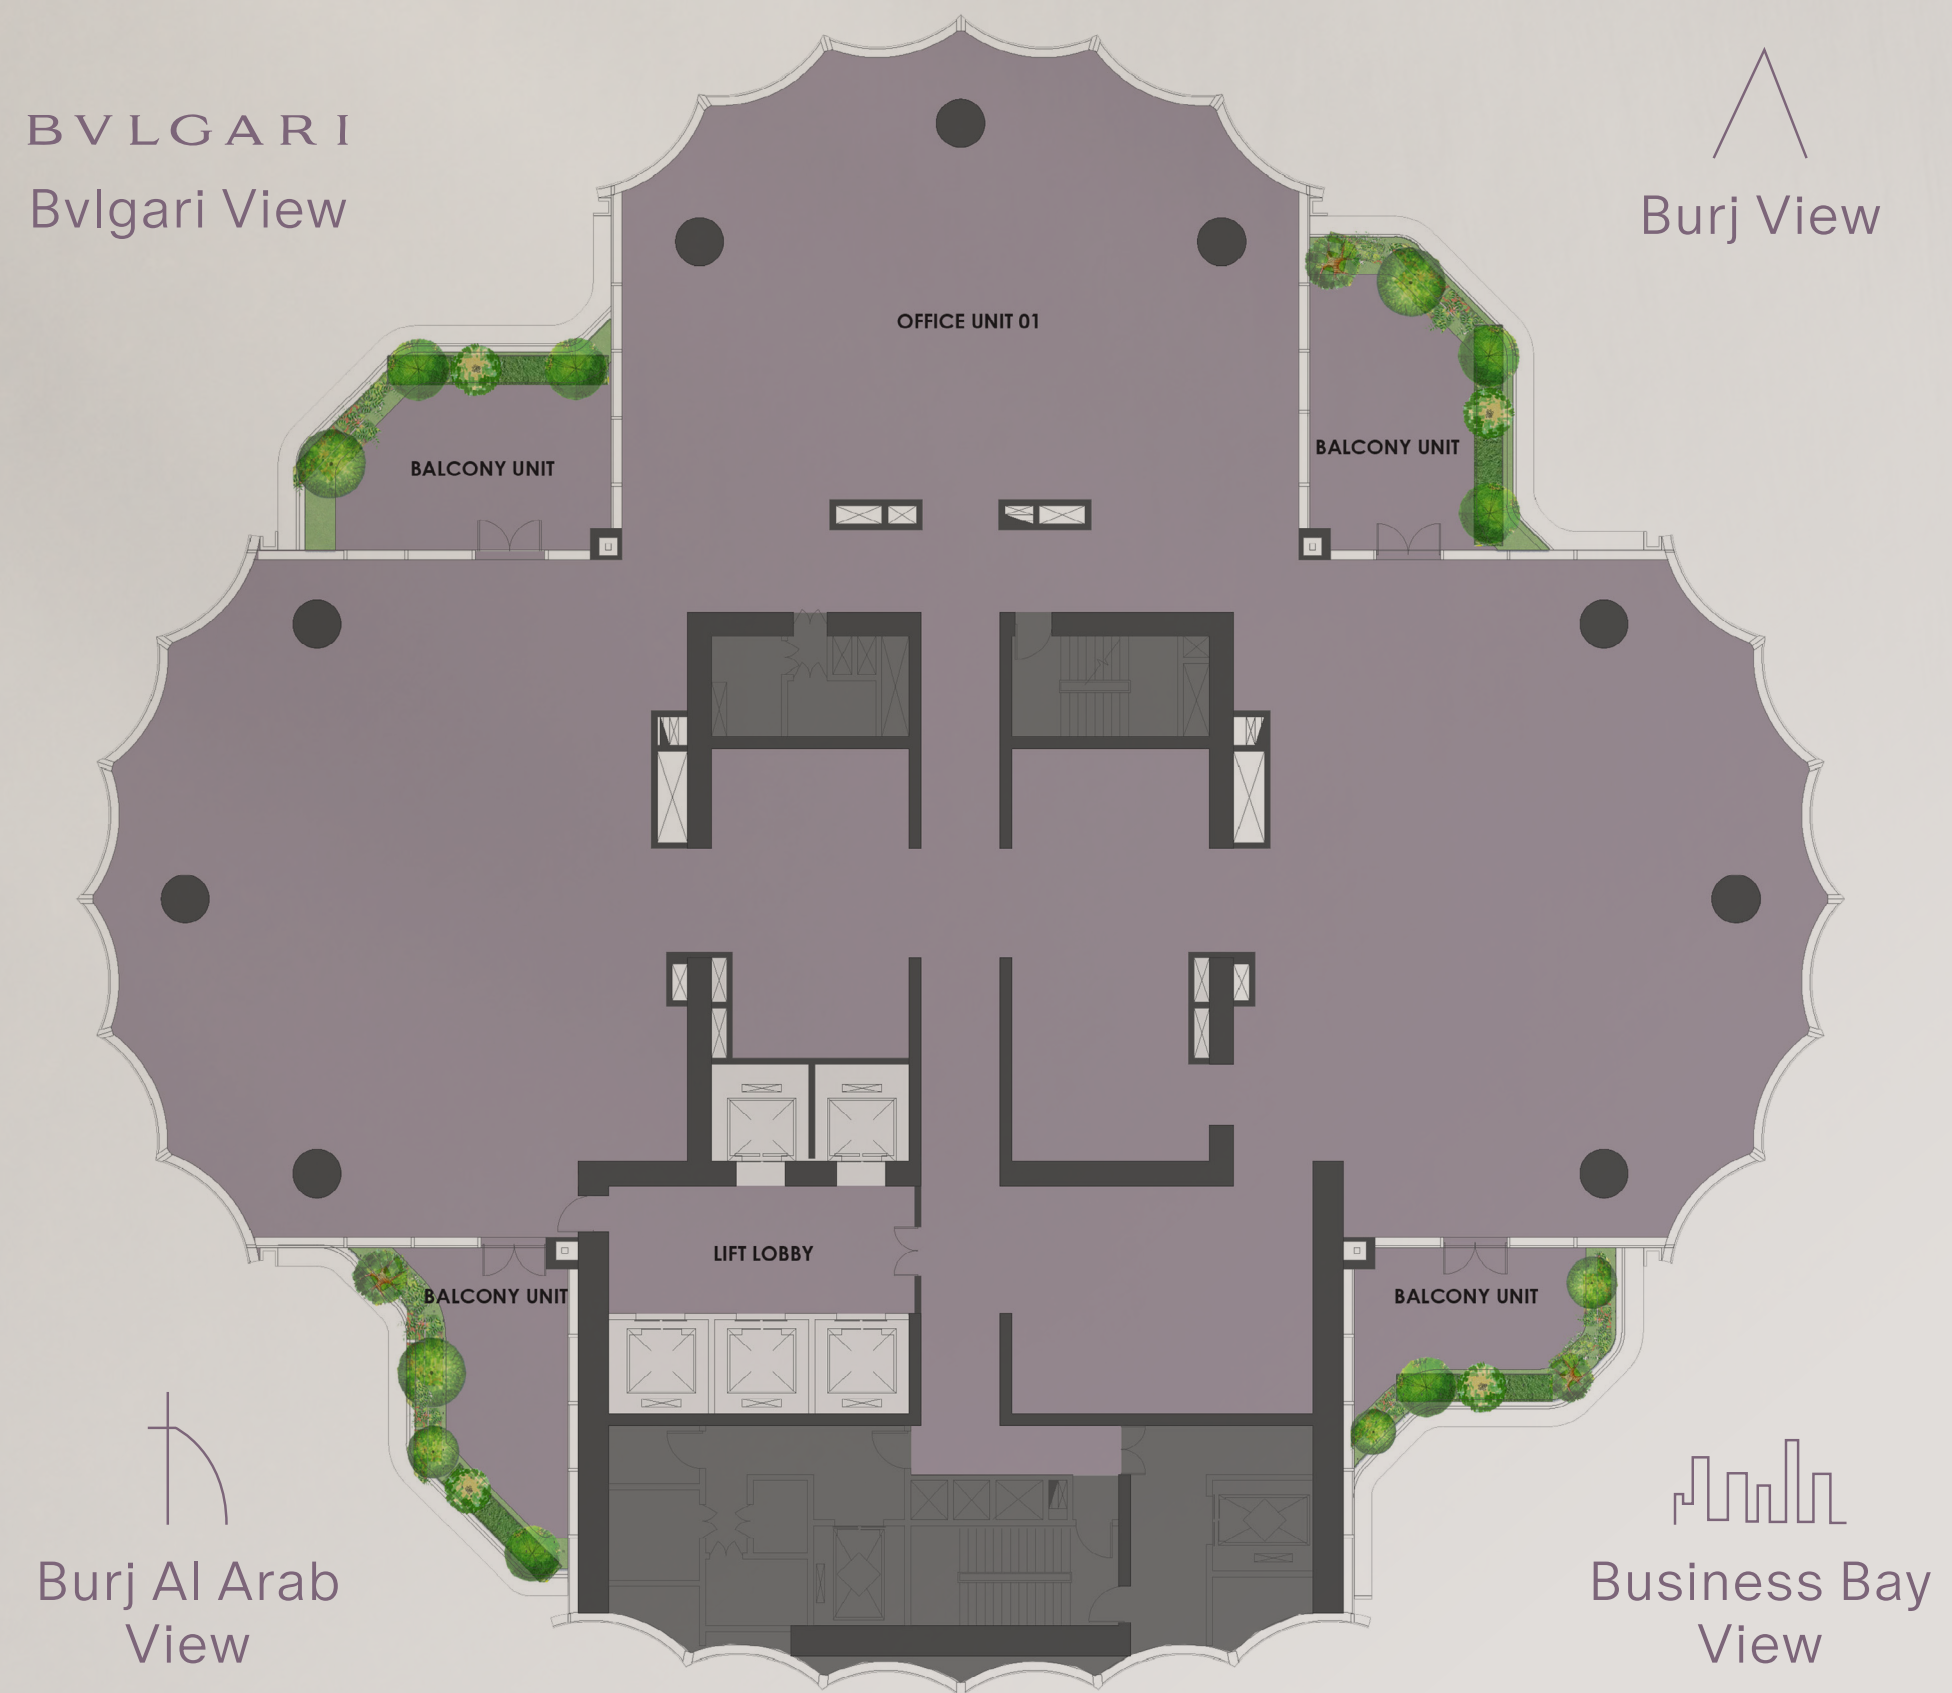 BVLGARI
Bvlgari View
Burj View
OFFICE UNIT 01
BALCONY UNIT
BALCONY UNIT
LIFT LOBBY
BALCONY UNIT
BALCONY UNIT
Burj Al Arab
View
Business Bay
View